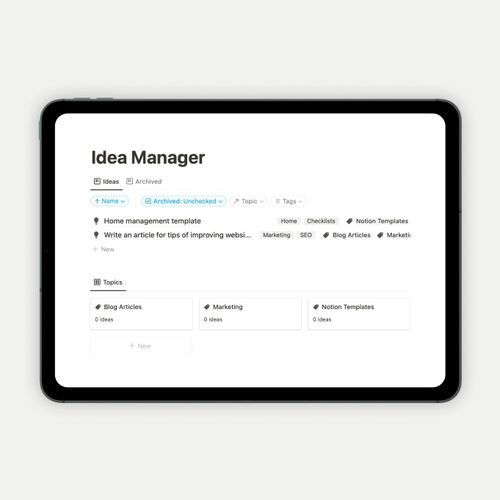 Idea Manager
Ideas Archived
Name Archived: Unchecked Topic Tags
Home management template Home Checklists Notion Templates
Write an article for tips of improving websi... Marketing SEO Blog Articles Marketi
New
Topics
Blog Articles Marketing Notion Templates
0 ideas 0 ideas 0 ideas
New